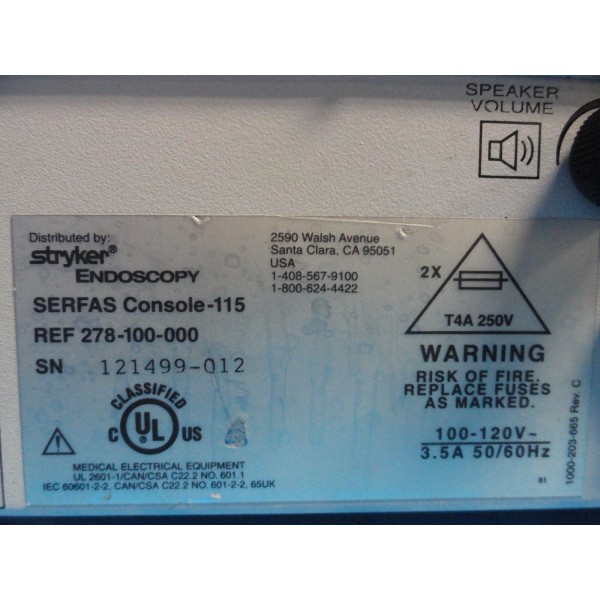 SPEAKER
VOLUME
Distributed by:
stryker®
ENDOSCOPY
2590 Walsh Avenue
Santa Clara, CA 95051
USA
1-408-567-9100
1-800-624-4422
SERFAS Console-115
REF 278-100-000
SN 121499-012
CLASSIFIED
C UL® US
MEDICAL ELECTRICAL EQUIPMENT
UL 2601-1/CAN/CSA C22.2 NO. 601.1
IEC 60601-2-2, CAN/CSA C22.2 NO. 601-2-2, 65UK
2X
T4A 250V
WARNING
RISK OF FIRE.
REPLACE FUSES
AS MARKED.
100-120V~
3.5A 50/60Hz
1000-203-665 Rev. C